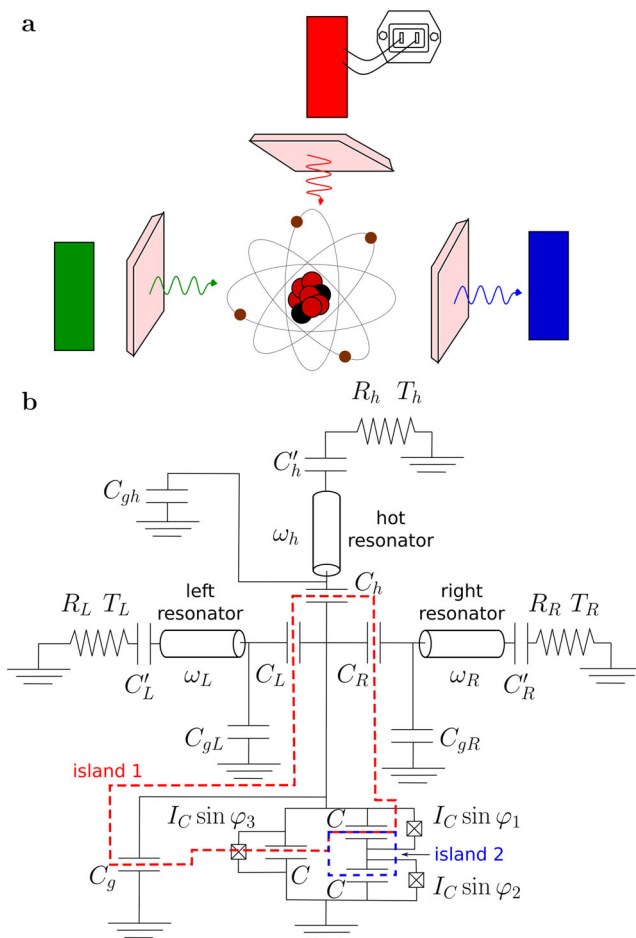 a
b
R_h T_h
C'_h
C_gh
ω_h
hot
resonator
C_h
left
resonator
right
resonator
R_L T_L
R_R T_R
C'_L
ω_L
C_L
C_R
ω_R
C'_R
C_gL
C_gR
island 1
I_C sin φ_3
C
I_C sin φ_1
island 2
C_g
C
C
I_C sin φ_2